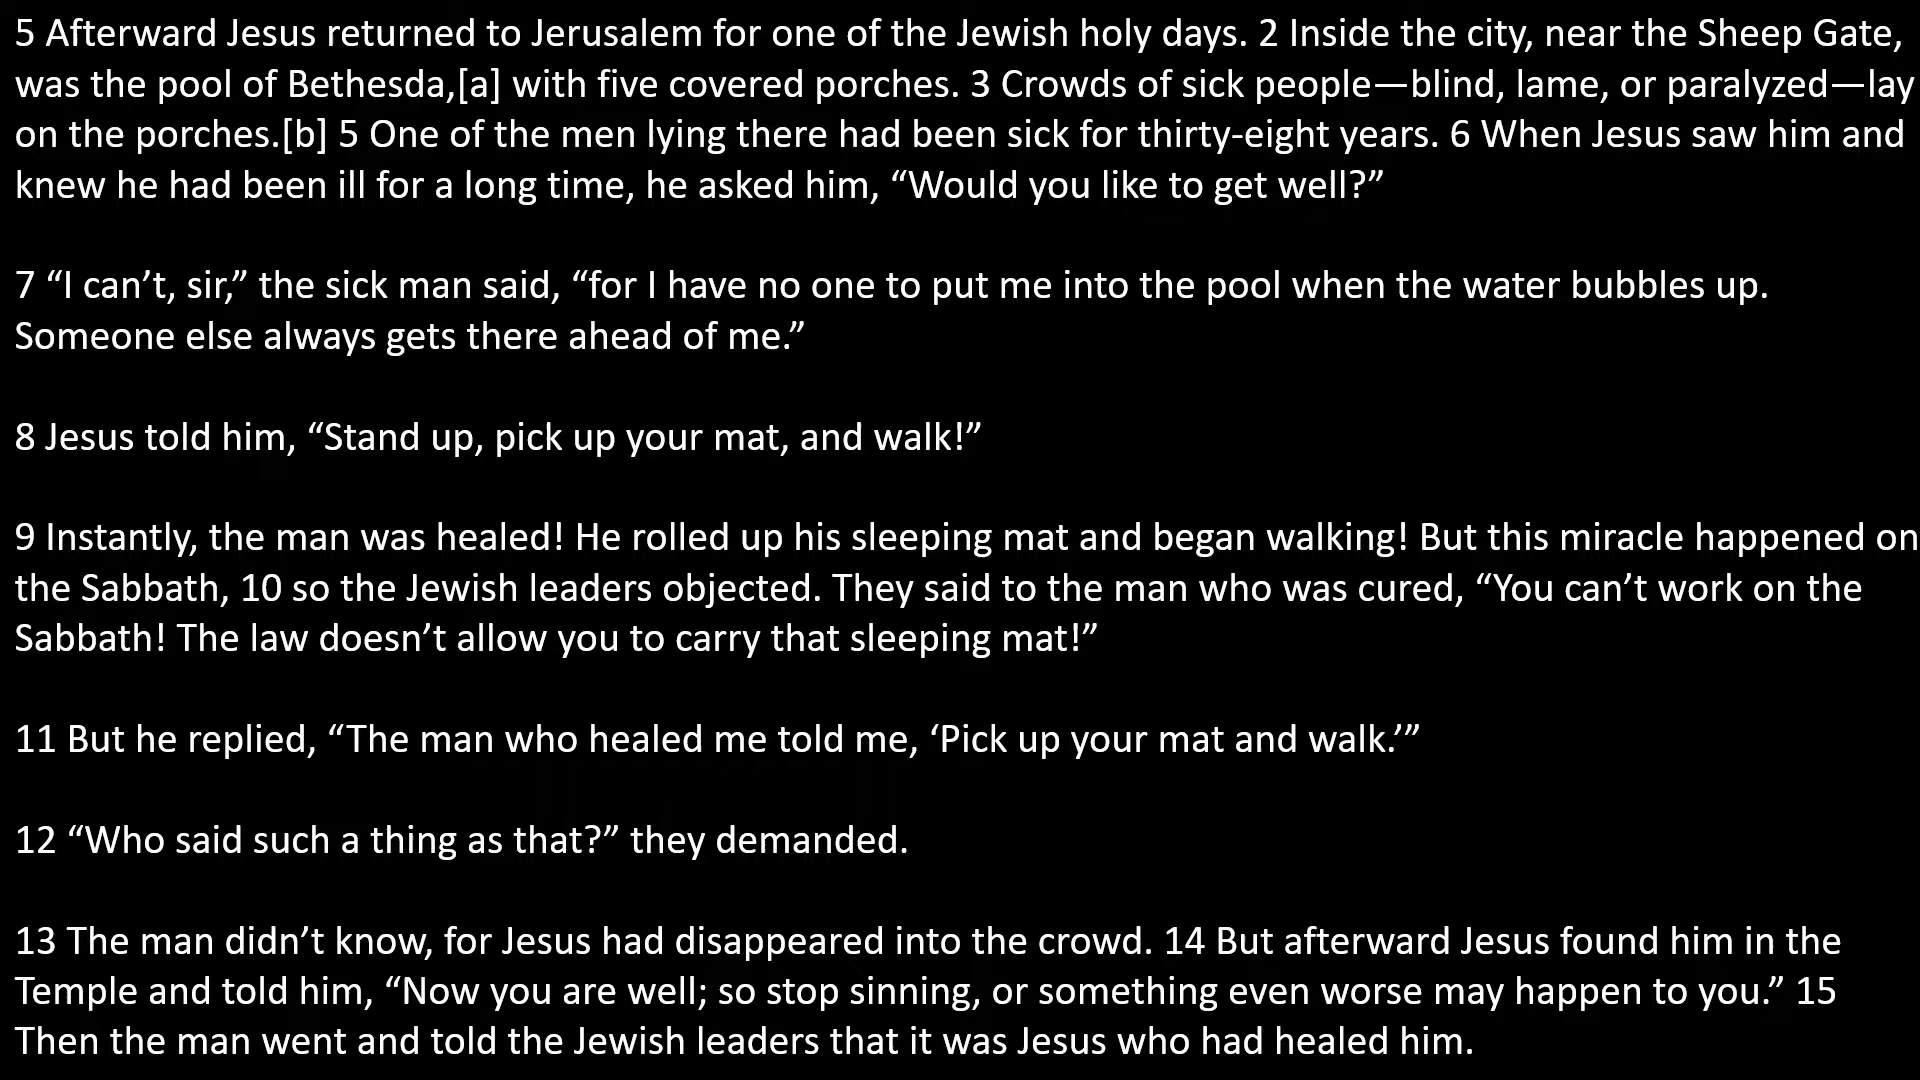 5 Afterward Jesus returned to Jerusalem for one of the Jewish holy days. 2 Inside the city, near the Sheep Gate,
was the pool of Bethesda,[a] with five covered porches. 3 Crowds of sick people—blind, lame, or paralyzed—lay
on the porches.[b] 5 One of the men lying there had been sick for thirty-eight years. 6 When Jesus saw him and
knew he had been ill for a long time, he asked him, “Would you like to get well?”
7 “I can’t, sir,” the sick man said, “for I have no one to put me into the pool when the water bubbles up.
Someone else always gets there ahead of me.”
8 Jesus told him, “Stand up, pick up your mat, and walk!”
9 Instantly, the man was healed! He rolled up his sleeping mat and began walking! But this miracle happened on
the Sabbath, 10 so the Jewish leaders objected. They said to the man who was cured, “You can’t work on the
Sabbath! The law doesn’t allow you to carry that sleeping mat!”
11 But he replied, “The man who healed me told me, ‘Pick up your mat and walk.’”
12 “Who said such a thing as that?” they demanded.
13 The man didn’t know, for Jesus had disappeared into the crowd. 14 But afterward Jesus found him in the
Temple and told him, “Now you are well; so stop sinning, or something even worse may happen to you.” 15
Then the man went and told the Jewish leaders that it was Jesus who had healed him.